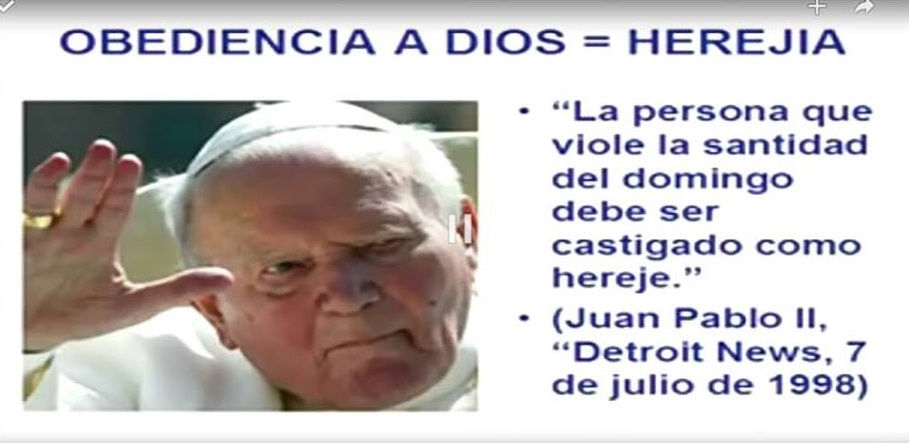 OBEDIENCIA A DIOS = HEREJIA
• “La persona que
viole la santidad
del domingo
debe ser
castigado como
hereje.”
• (Juan Pablo II,
“Detroit News, 7
de julio de 1998)